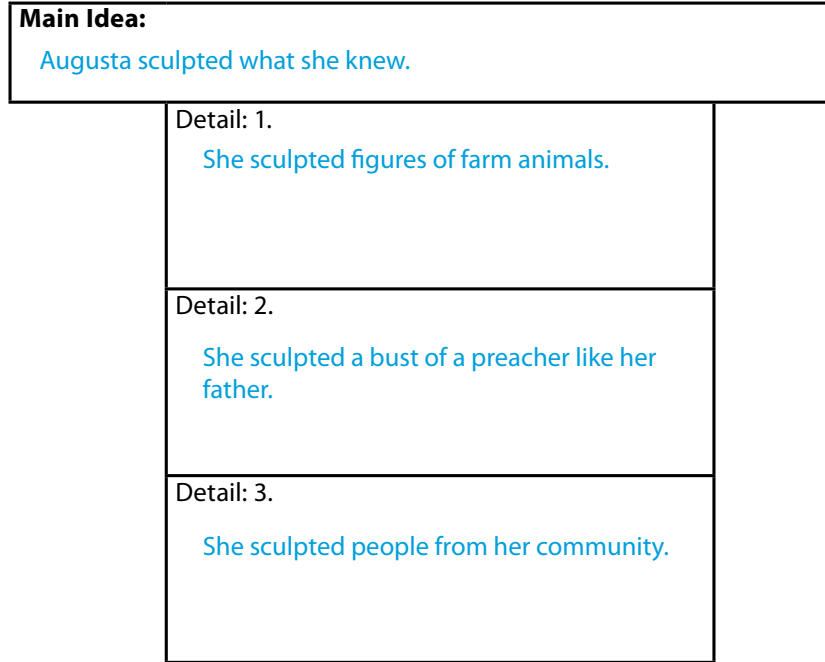 Main Idea:
Augusta sculpted what she knew.
Detail: 1.
She sculpted figures of farm animals.
Detail: 2.
She sculpted a bust of a preacher like her
father.
Detail: 3.
She sculpted people from her community.